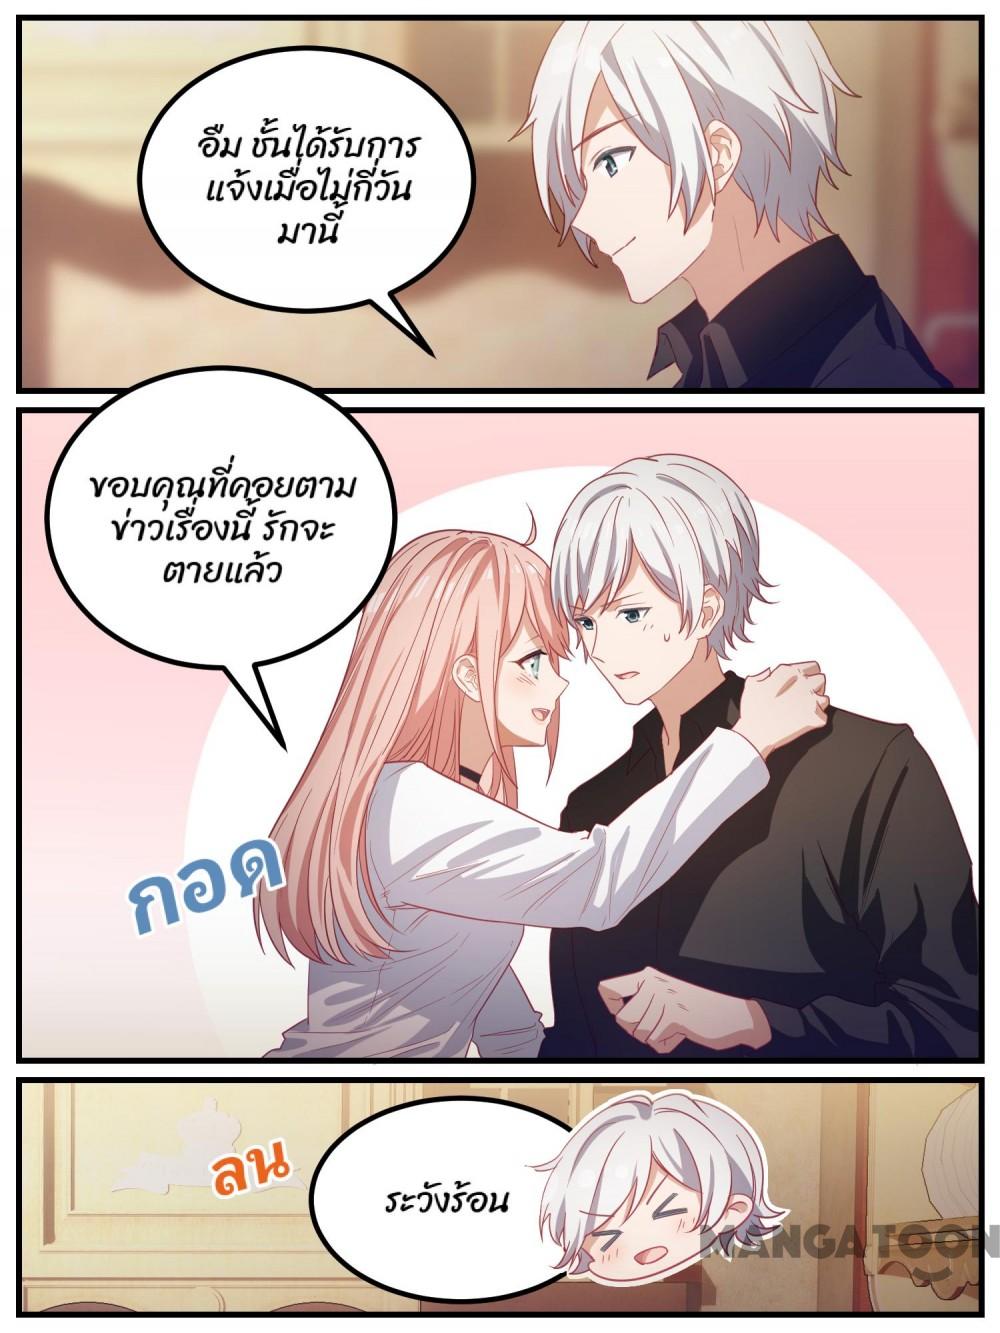 อืม ชั้นได้รับการ
แจ้งเมื่อไม่กี่วัน
มานี้
ขอบคุณที่คอยตาม
ข่าวเรื่องนี้ รักจะ
ตายแล้ว
กอด
ลน
ระวังร้อน
MANGATOON